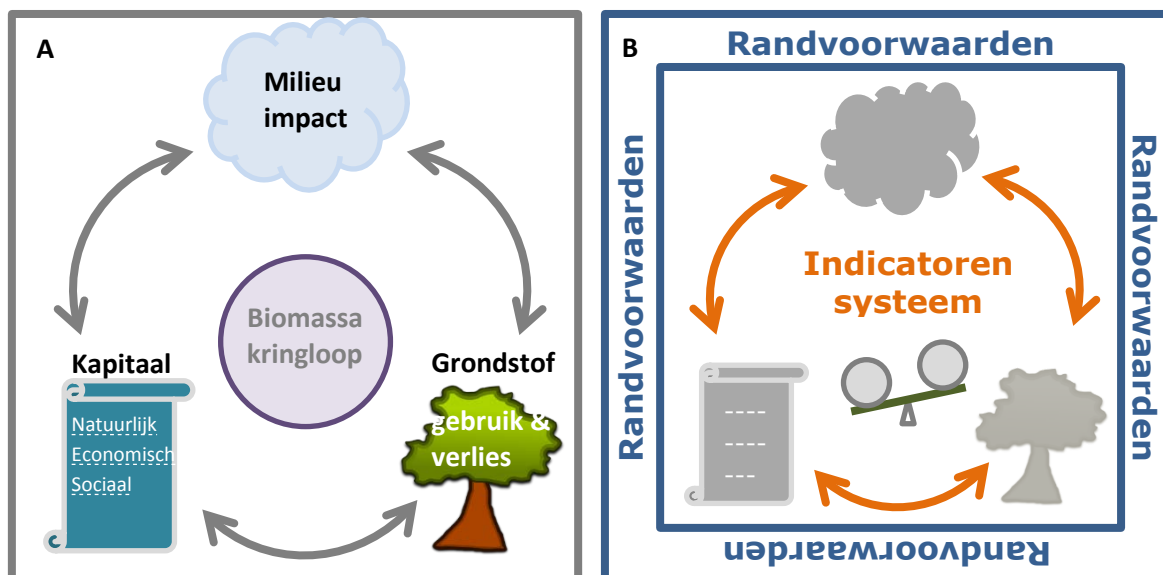 A
Milieu
impact
Biomassa
kringloop
Kapitaal
Natuurlijk
Economisch
Sociaal
Grondstof
gebruik &
verlies
B
Randvoorwaarden
Randvoorwaarden
Randvoorwaarden
Indicatoren
systeem
Randvoorwaarden